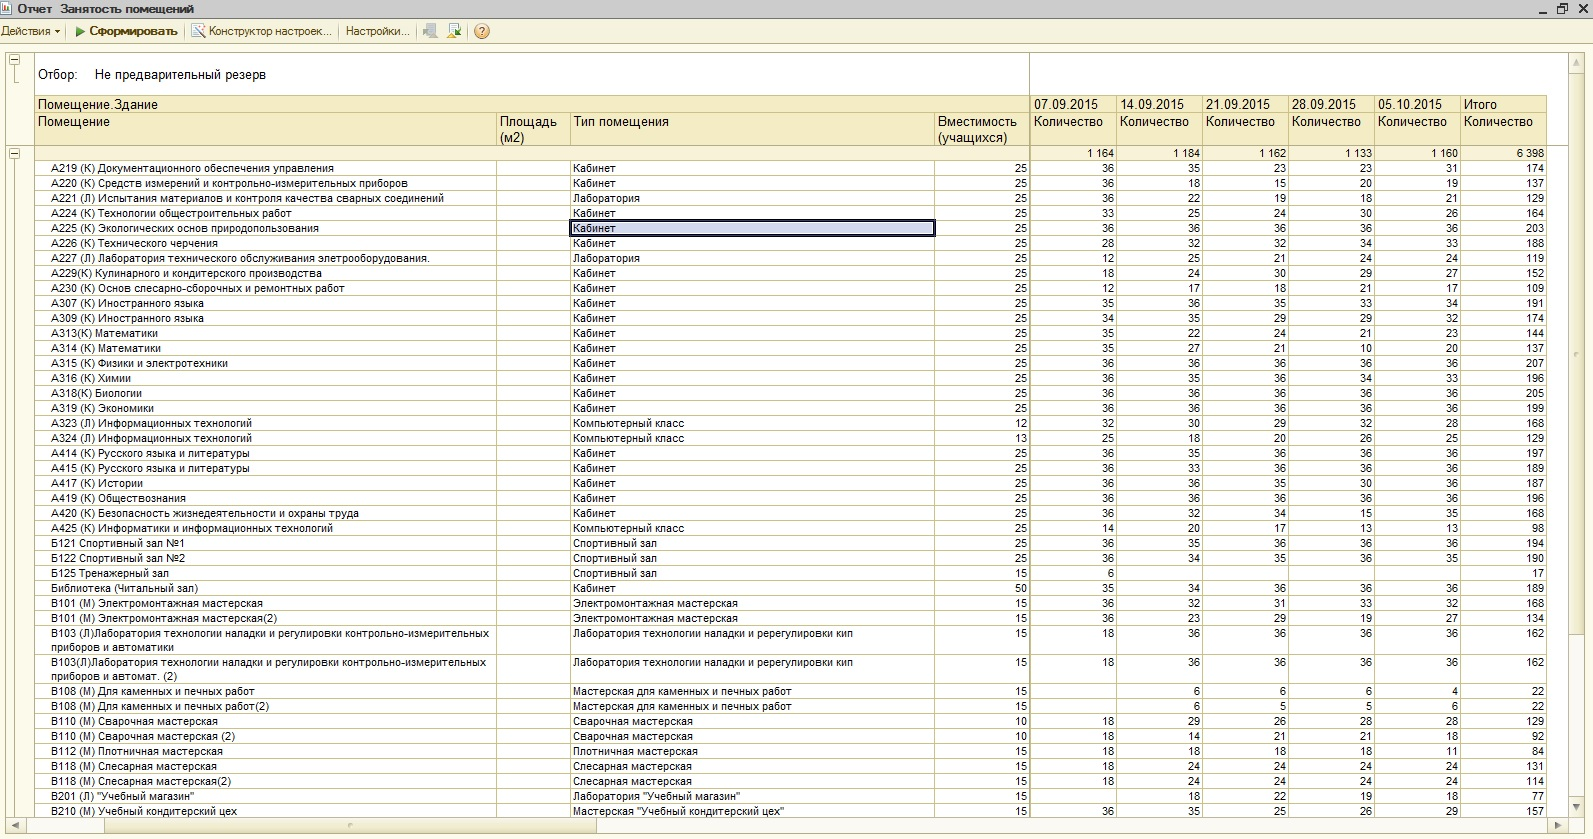 Отчет Занятость помещений
Действия Сформировать Конструктор настроек... Настройки... ?
Отбор: Не предварительный резерв
Помещение.Здание 07.09.2015 14.09.2015 21.09.2015 28.09.2015 05.10.2015 Итого
Помещение Площадь (м2) Тип помещения Вместимость (учащихся) Количество Количество Количество Количество Количество Количество
1 164 1 184 1 162 1 133 1 160 6 398
А219 (К) Документационного обеспечения управления Кабинет 25 36 35 23 23 31 174
А220 (К) Средств измерений и контрольно-измерительных приборов Кабинет 25 36 18 15 20 19 137
А221 (Л) Испытания материалов и контроля качества сварных соединений Лаборатория 25 36 22 19 18 21 129
А224 (К) Технологии общестроительных работ Кабинет 25 33 25 24 30 26 164
А225 (К) Экологических основ природопользования Кабинет 25 36 36 36 36 36 203
А226 (К) Технического черчения Кабинет 25 28 32 32 34 33 188
А227 (Л) Лаборатория технического обслуживания элетрооборудования. Лаборатория 25 12 25 21 24 24 119
А229(К) Кулинарного и кондитерского производства Кабинет 25 18 24 30 29 27 152
А230 (К) Основ слесарно-сборочных и ремонтных работ Кабинет 25 12 17 18 21 17 109
А307 (К) Иностранного языка Кабинет 25 35 36 35 33 34 191
А309 (К) Иностранного языка Кабинет 25 34 35 29 29 32 174
А313(К) Математики Кабинет 25 35 22 24 21 23 144
А314 (К) Математики Кабинет 25 35 27 21 10 20 137
А315 (К) Физики и электротехники Кабинет 25 36 36 36 36 36 207
А316 (К) Химии Кабинет 25 36 35 36 34 33 196
А318(К) Биологии Кабинет 25 36 36 36 36 36 205
А319 (К) Экономики Кабинет 25 36 36 36 36 36 199
А323 (Л) Информационных технологий Компьютерный класс 12 32 30 29 32 28 168
А324 (Л) Информационных технологий Компьютерный класс 13 25 18 20 26 25 129
А414 (К) Русского языка и литературы Кабинет 25 36 35 36 36 36 197
А415 (К) Русского языка и литературы Кабинет 25 36 33 36 36 36 189
А417 (К) Истории Кабинет 25 36 36 35 30 36 187
А419 (К) Обществознания Кабинет 25 36 36 36 36 36 196
А420 (К) Безопасность жизнедеятельности и охраны труда Кабинет 25 36 32 34 15 35 168
А425 (К) Информатики и информационных технологий Компьютерный класс 25 14 20 17 13 13 98
Б121 Спортивный зал №1 Спортивный зал 25 36 35 36 36 35 194
Б122 Спортивный зал №2 Спортивный зал 25 36 34 35 36 35 190
Б125 Тренажерный зал Спортивный зал 15 6 17
Библиотека (Читальный зал) Кабинет 50 35 34 36 36 36 189
В101 (М) Электромонтажная мастерская Электромонтажная мастерская 15 36 32 31 33 32 168
В101 (М) Электромонтажная мастерская(2) Электромонтажная мастерская 15 36 23 29 19 27 134
В103 (Л)Лаборатория технологии наладки и регулировки контрольно-измерительных Лаборатория технологии наладки и ререгулировки кип 15 18 36 36 36 36 162
приборов и автоматики
В103(Л)Лаборатория технологии наладки и регулировки контрольно-измерительных Лаборатория технологии наладки и ререгулировки кип 15 18 36 36 36 36 162
приборов и автомат. (2)
В108 (М) Для каменных и печных работ Мастерская для каменных и печных работ 15 6 6 6 4 22
В108 (М) Для каменных и печных работ(2) Мастерская для каменных и печных работ 15 6 5 5 6 22
В110 (М) Сварочная мастерская Сварочная мастерская 10 18 29 26 28 28 129
В110 (М) Сварочная мастерская (2) Сварочная мастерская 10 18 14 21 21 18 92
В112 (М) Плотничная мастерская Плотничная мастерская 15 18 18 18 18 11 84
В118 (М) Слесарная мастерская Слесарная мастерская 15 18 24 24 24 24 131
В118 (М) Слесарная мастерская(2) Слесарная мастерская 15 18 24 24 24 24 114
В201 (Л) "Учебный магазин" Лаборатория "Учебный магазин" 15 18 22 19 18 77
В210 (М) Учебный кондитерский цех Мастерская "Учебный кондитерский цех" 15 36 35 25 26 29 157